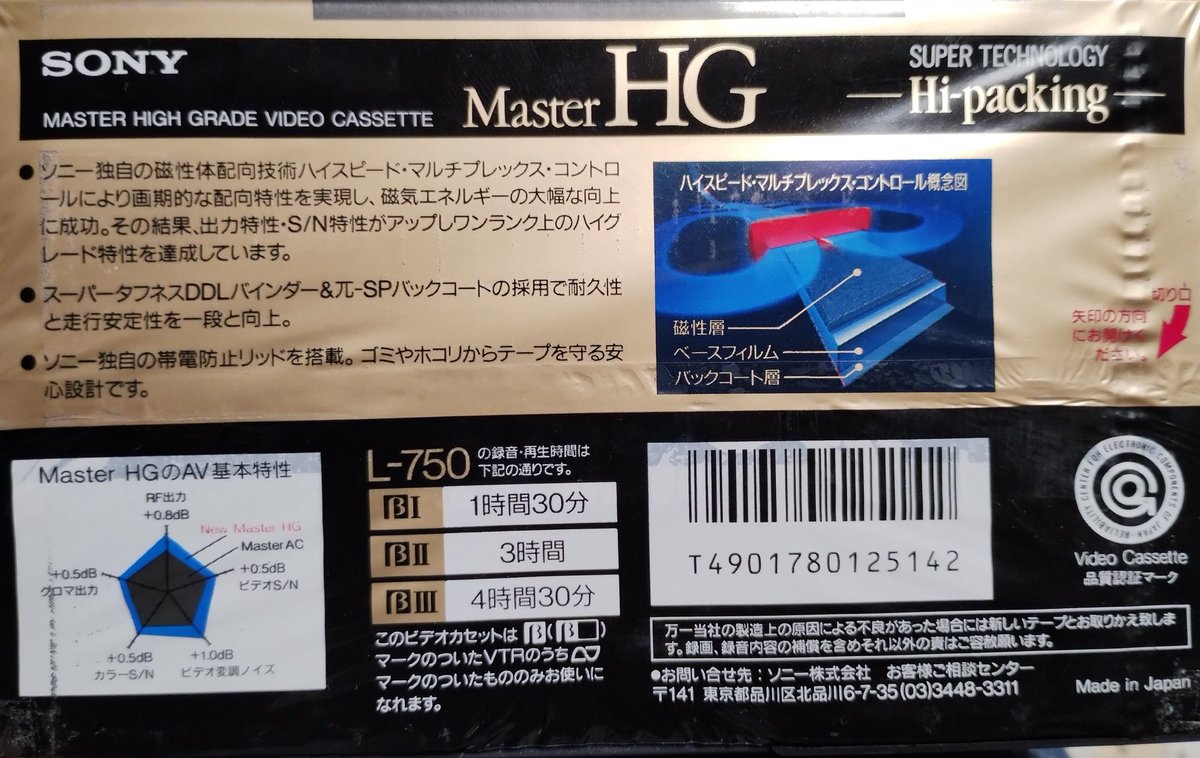 SONY
MASTER HIGH GRADE VIDEO CASSETTE
Master HG
SUPER TECHNOLOGY
Hi-packing
●ソニー独自の磁性体配向技術ハイスピード・マルチプレックス・コントロ
ールにより画期的な配向特性を実現し、磁気エネルギーの大幅な向上
に成功。その結果、出力特性・S/N特性がアップしワンランク上のハイグ
レード特性を達成しています。
●スーパータフネスDDLバインダー&π-SPバックコートの採用で耐久性
と走行安定性を一段と向上。
●ソニー独自の帯電防止リッドを搭載。ゴミやホコリからテープを守る安
心設計です。
ハイスピード・マルチプレックス・コントロール概念図
磁性層
ベースフィルム
バックコート層
切り口
矢印の方向
にお開けく
ださい。
Master HGのAV基本特性
RF出力
+0.8dB
New Master HG
Master AC
+0.5dB
ビデオS/N
+0.5dB
クロマ出力
+0.5dB
カラーS/N
+1.0dB
ビデオ変調ノイズ
L-750の録音・再生時間は
下記の通りです。
βI 1時間30分
βII 3時間
βIII 4時間30分
このビデオカセットはβ(β)
マークのついたVTRのうち
マークのついたもののみお使いに
なれます。
T4901780125142
RELIABILITY CENTER FOR ELECTRONIC COMPONENTS OF JAPAN
Video Cassette
品質認証マーク
万一当社の製造上の原因による不良があった場合には新しいテープとお取りかえ致しま
す。録画、録音内容の補償を含めそれ以外の責はご容赦願います。
●お問い合せ先:ソニー株式会社 お客様ご相談センター
〒141 東京都品川区北品川6-7-35(03)3448-3311
Made in Japan